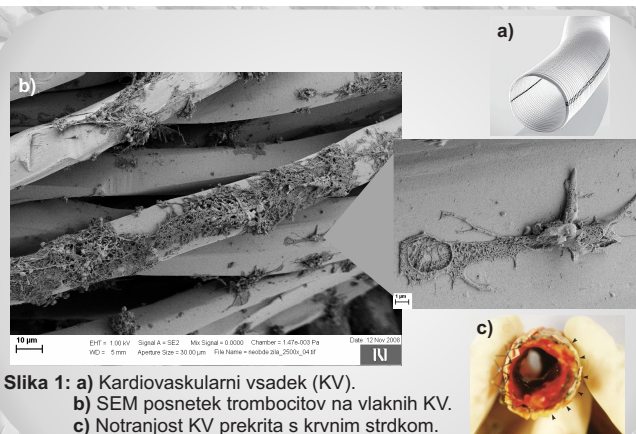 a)
b)
1 µm
10 µm
EHT = 1.00 kV Signal A = SE2 Mix Signal = 0.0000 Chamber = 1.47e-003 Pa Date 12 Nov 2008
WD = 5 mm Aperture Size = 30.00 µm File Name = neobde zila_2500x_04.tif
c)
Slika 1: a) Kardiovaskularni vsadek (KV).
b) SEM posnetek trombocitov na vlaknih KV.
c) Notranjost KV prekrita s krvnim strdkom.